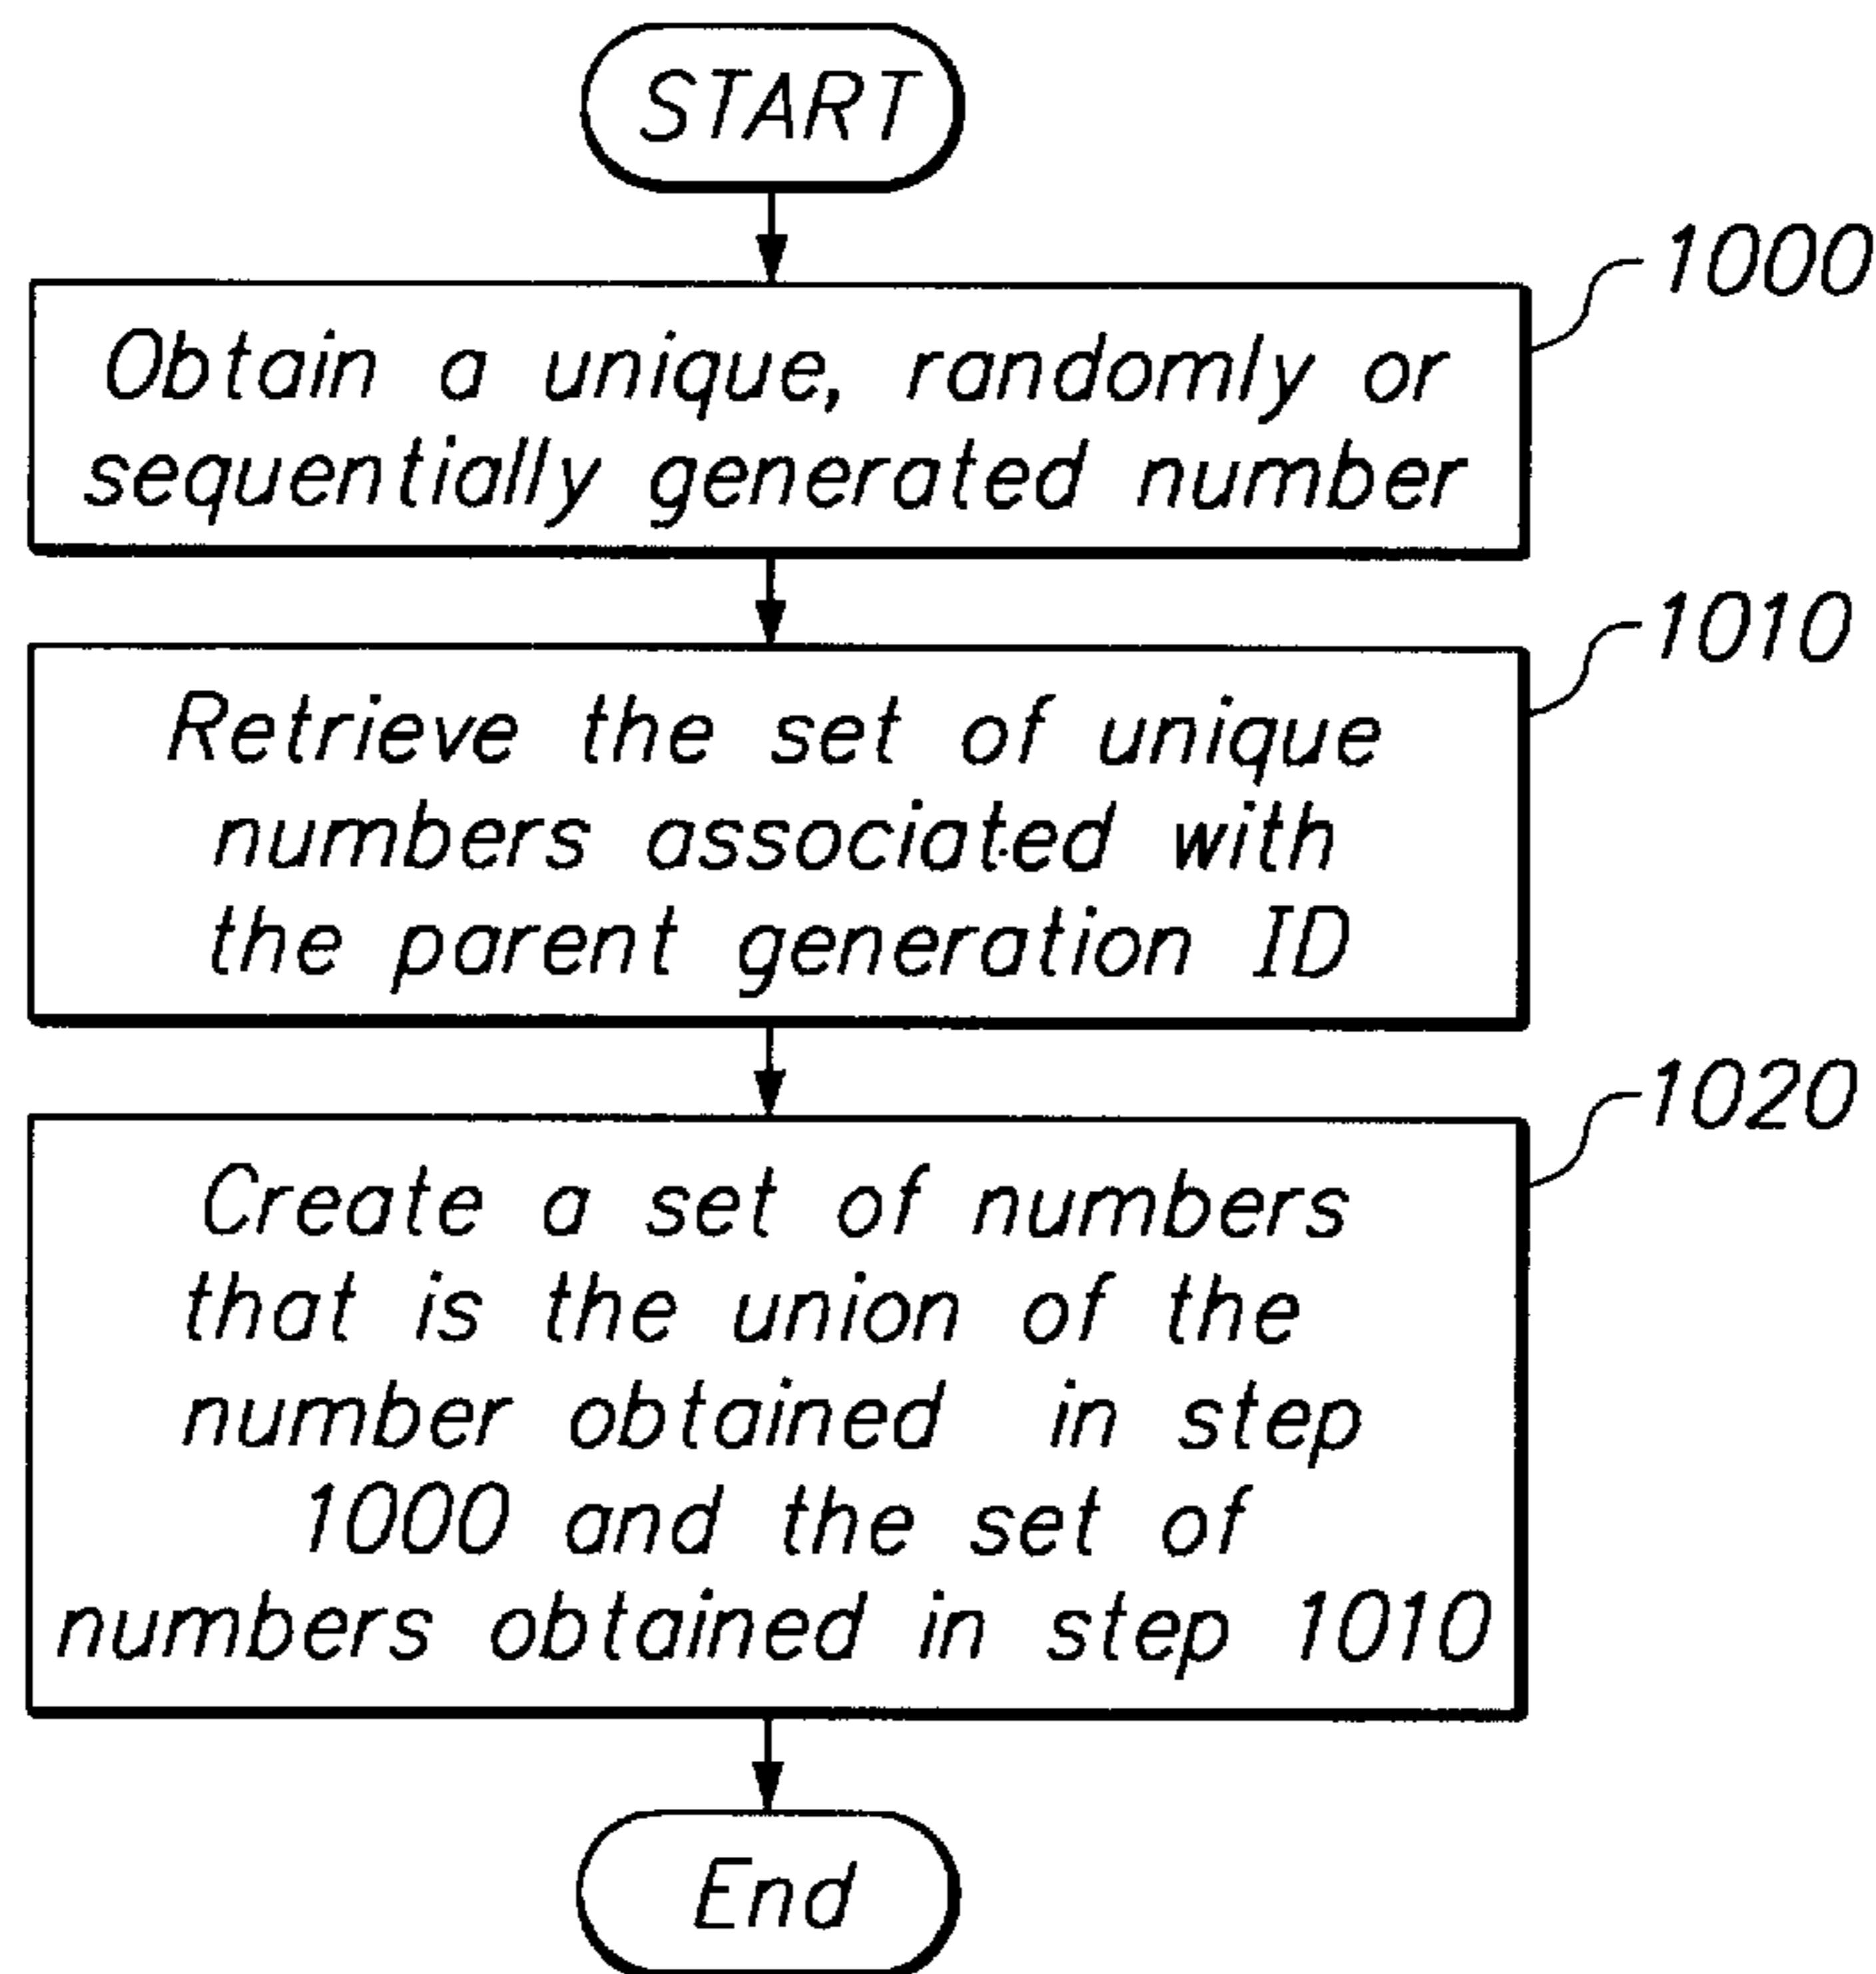 START
1000
Obtain a unique, randomly or
sequentially generated number
1010
Retrieve the set of unique
numbers associated with
the parent generation ID
1020
Create a set of numbers
that is the union of the
number obtained in step
1000 and the set of
numbers obtained in step 1010
End